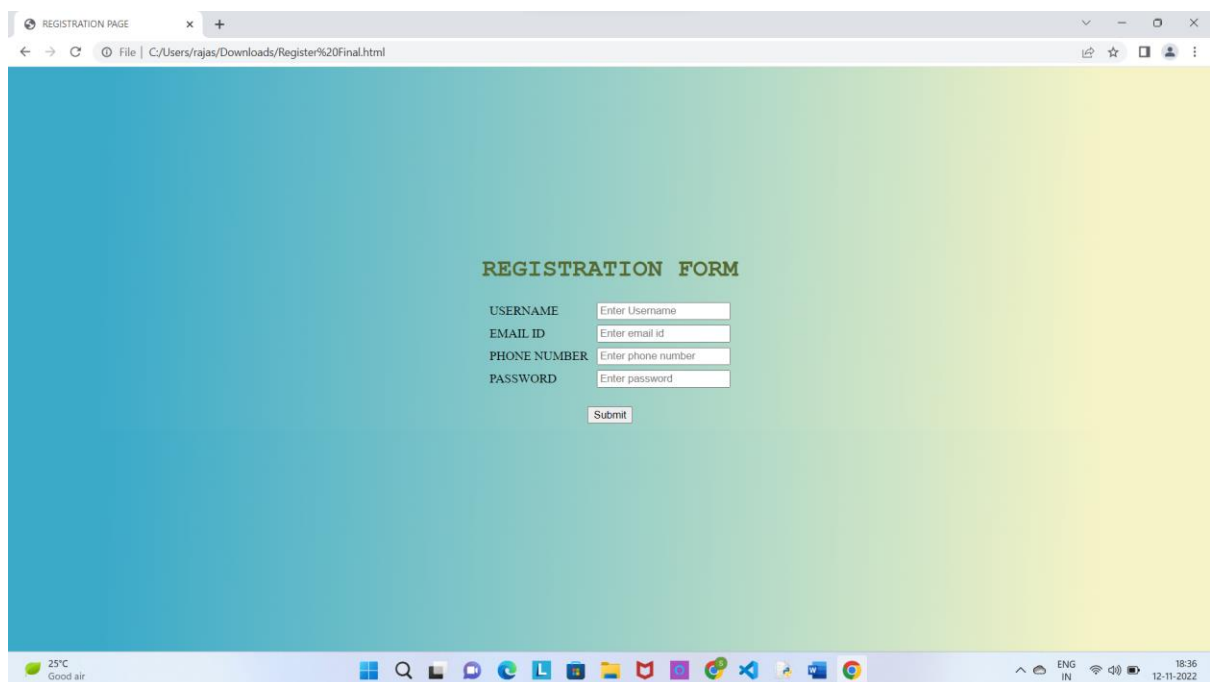 REGISTRATION PAGE
File | C:/Users/rajas/Downloads/Register%20Final.html
REGISTRATION FORM
USERNAME Enter Username
EMAIL ID Enter email id
PHONE NUMBER Enter phone number
PASSWORD Enter password
Submit
25°C
Good air
ENG
IN
18:36
12-11-2022